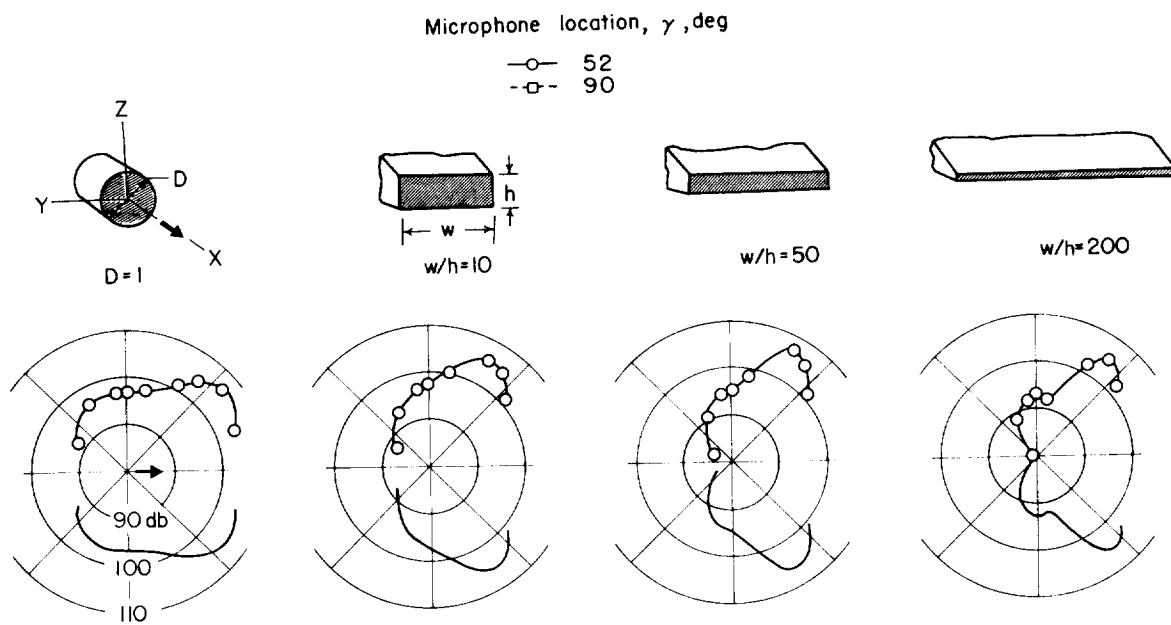 Microphone location, γ, deg
52
90
Z
D
Y
X
D = 1
h
w
w/h = 10
w/h = 50
w/h = 200
90 db
100
110